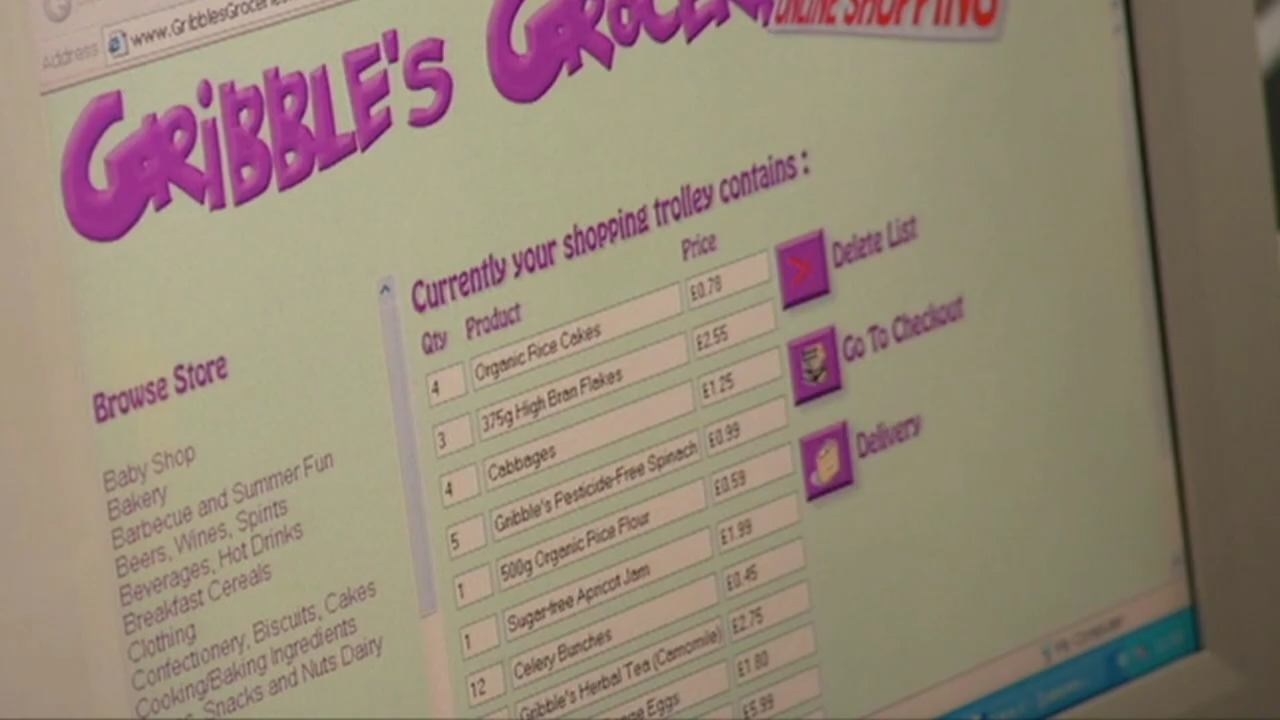 Address www.GribblesGroceries
GRiBBLE'S GROCER
ONLINE SHOPPING
Currently your shopping trolley contains :
Qty Product Price
4 Organic Rice Cakes £0.78
3 375g High Bran Flakes £2.55
4 Cabbages £1.25
5 Gribble's Pesticide-Free Spinach £0.99
1 500g Organic Rice Flour £0.59
1 Sugar-free Apricot Jam £1.99
12 Celery Bunches £0.45
Gribble's Herbal Tea (Camomile) £2.75
Eggs £1.80
£5.99
Delete List
Go To Checkout
Delivery
Browse Store
Baby Shop
Bakery
Barbecue and Summer Fun
Beers, Wines, Spirits
Beverages, Hot Drinks
Breakfast Cereals
Clothing
Confectionery, Biscuits, Cakes
Cooking/Baking Ingredients
Snacks and Nuts Dairy
My Computer